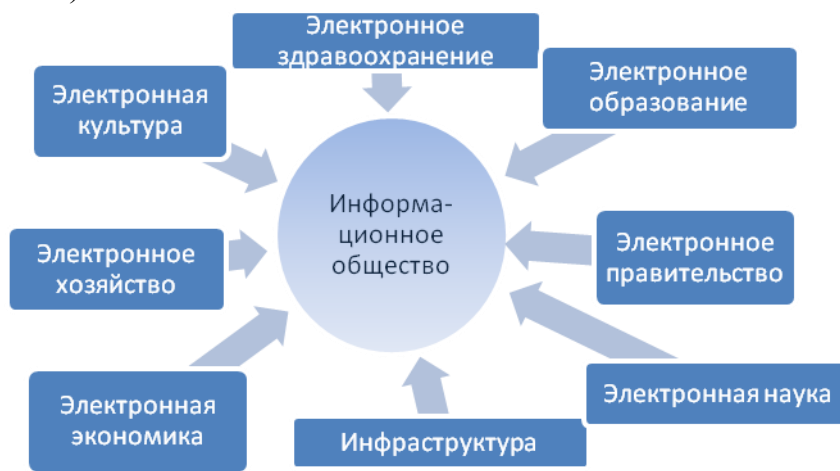 Электронное
здравоохранение
Электронное
образование
Электронная
культура
Информа-
ционное
общество
Электронное
хозяйство
Электронное
правительство
Электронная
экономика
Инфраструктура
Электронная наука